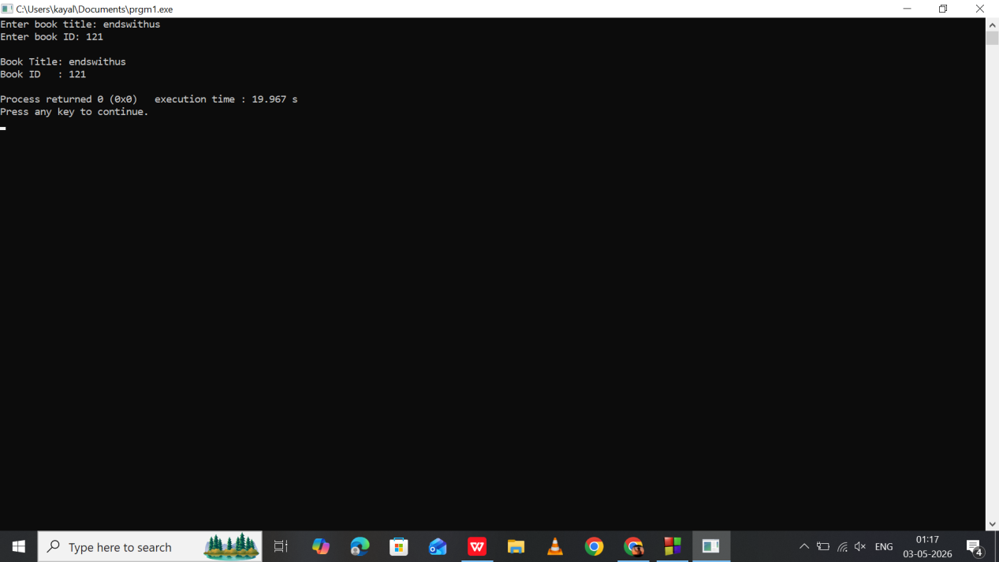 C:\Users\kayal\Documents\prgm1.exe
Enter book title: endswithus
Enter book ID: 121
Book Title: endswithus
Book ID   : 121
Process returned 0 (0x0)   execution time : 19.967 s
Press any key to continue.
Type here to search
W
ENG
01:17
03-05-2026
4